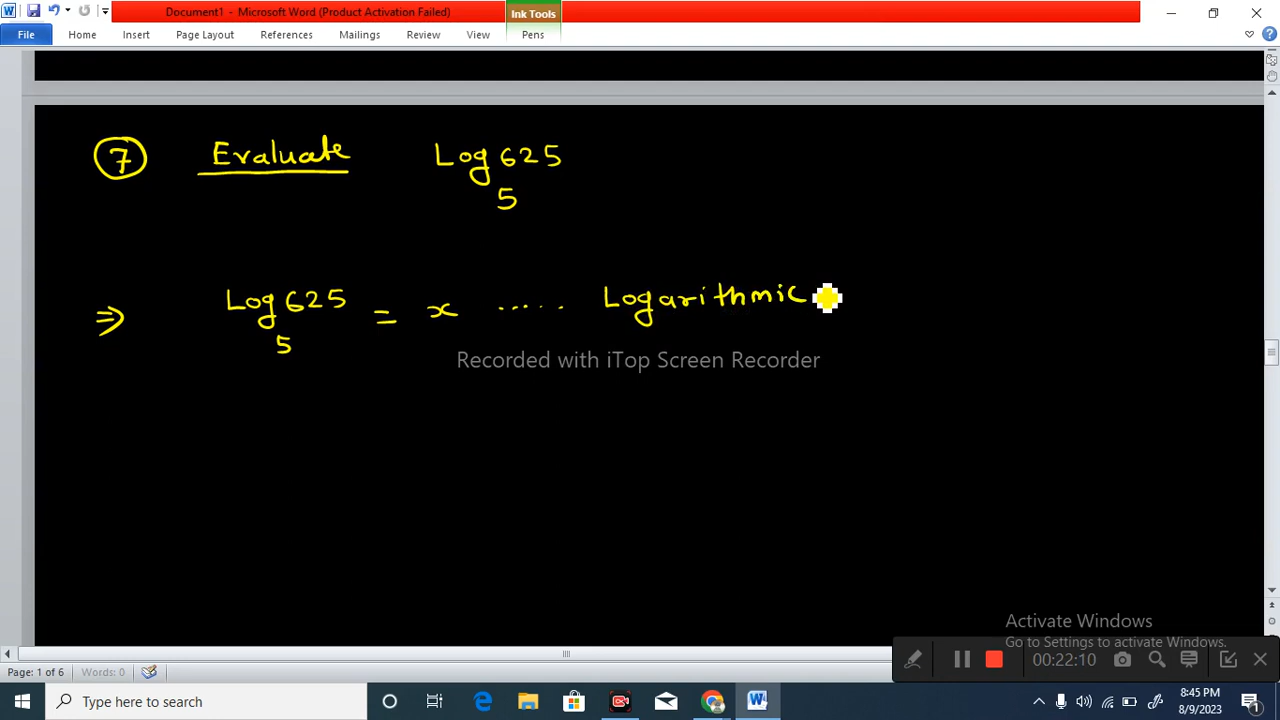 Document1 - Microsoft Word (Product Activation Failed)
Ink Tools
File Home Insert Page Layout References Mailings Review View Pens
7 Evaluate Log 625
5
⇒ Log 625 = x ..... Logarithmic
5
Recorded with iTop Screen Recorder
Activate Windows
Go to Settings to activate Windows.
00:22:10
Page: 1 of 6 Words: 0
Type here to search
8:45 PM
8/9/2023